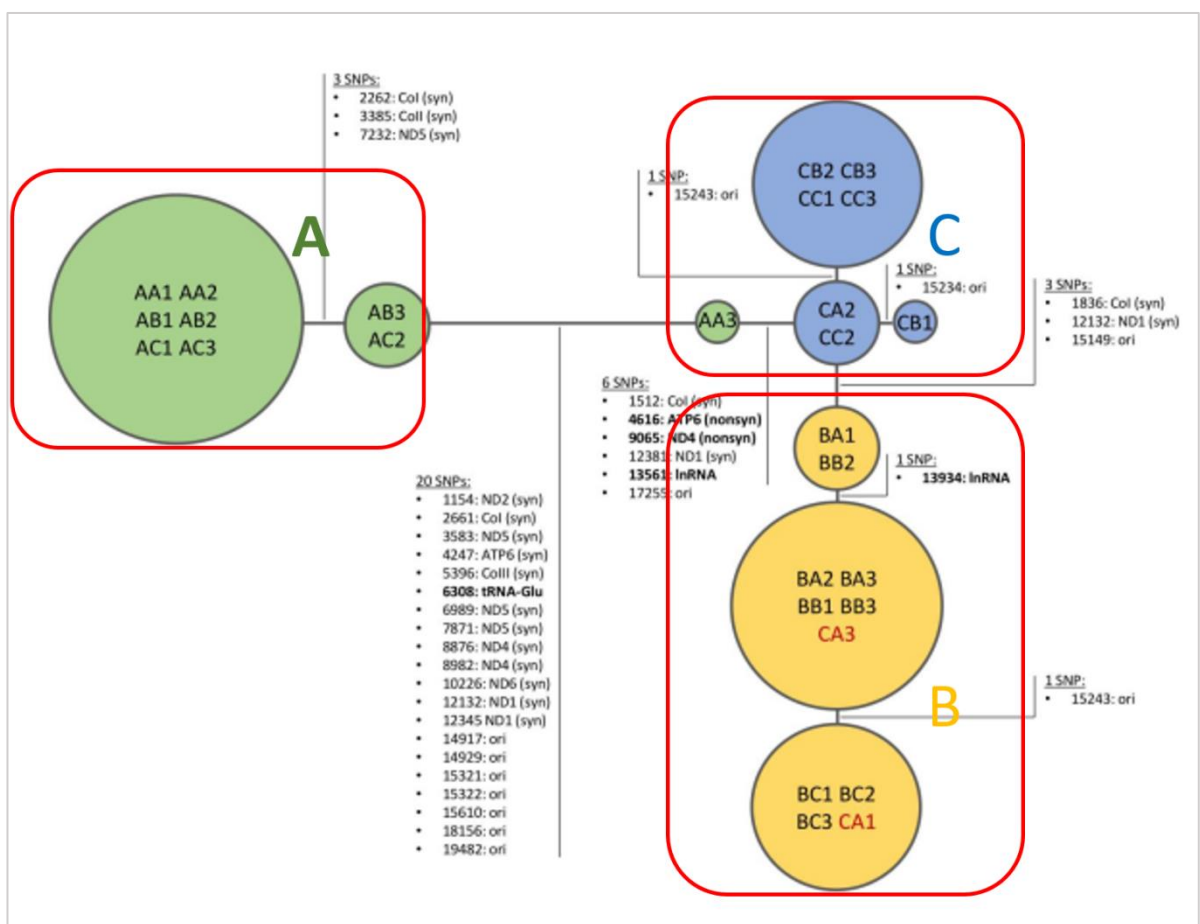 3 SNPs:
• 2262: CoI (syn)
• 3385: CoII (syn)
• 7232: ND5 (syn)
A
AA1 AA2
AB1 AB2
AC1 AC3
AB3
AC2
1 SNP:
• 15243: ori
CB2 CB3
CC1 CC3
C
1 SNP:
• 15234: ori
AA3
CA2
CC2
CB1
3 SNPs:
• 1836: CoI (syn)
• 12132: ND1 (syn)
• 15149: ori
6 SNPs:
• 1512: CoI (syn)
• 4616: ATP6 (nonsyn)
• 9065: ND4 (nonsyn)
• 12381: ND1 (syn)
• 13561: lnRNA
• 17255: ori
BA1
BB2
1 SNP:
• 13934: lnRNA
20 SNPs:
• 1154: ND2 (syn)
• 2661: CoI (syn)
• 3583: ND5 (syn)
• 4247: ATP6 (syn)
• 5396: CoIII (syn)
• 6308: tRNA-Glu
• 6989: ND5 (syn)
• 7871: ND5 (syn)
• 8876: ND4 (syn)
• 8982: ND4 (syn)
• 10226: ND6 (syn)
• 12132: ND1 (syn)
• 12345 ND1 (syn)
• 14917: ori
• 14929: ori
• 15321: ori
• 15322: ori
• 15610: ori
• 18156: ori
• 19482: ori
BA2 BA3
BB1 BB3
CA3
B
1 SNP:
• 15243: ori
BC1 BC2
BC3 CA1